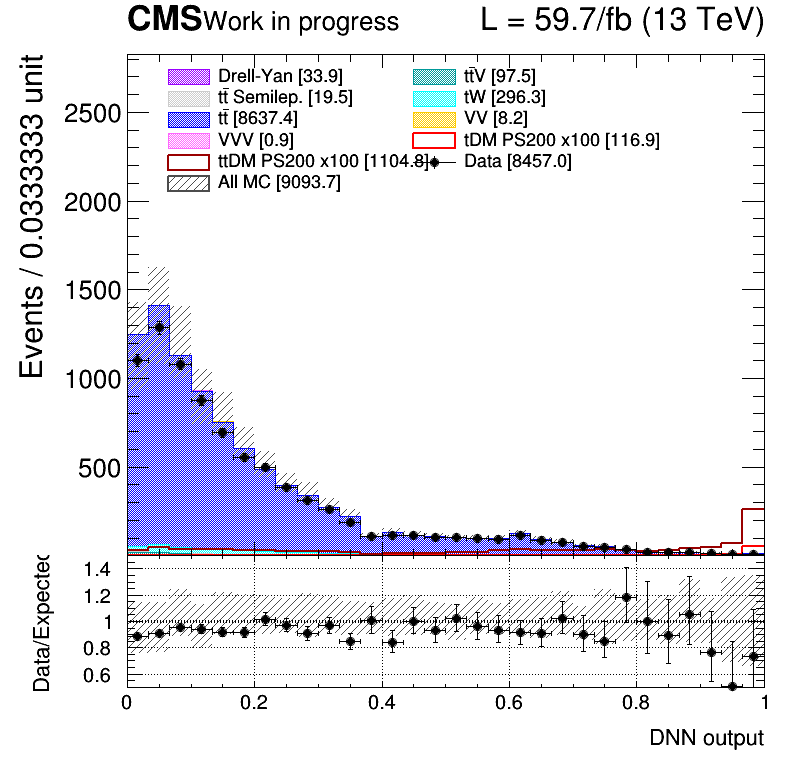 CMS Work in progress L = 59.7/fb (13 TeV)
Events / 0.0333333 unit
2500
2000
1500
1000
500
Drell-Yan [33.9]
tt̄ Semilep. [19.5]
tt̄ [8637.4]
VVV [0.9]
ttDM PS200 x100 [1104.8]
All MC [9093.7]
tt̄V [97.5]
tW [296.3]
VV [8.2]
tDM PS200 x100 [116.9]
Data [8457.0]
Data/Expected
1.4
1.2
1
0.8
0.6
0 0.2 0.4 0.6 0.8 1
DNN output